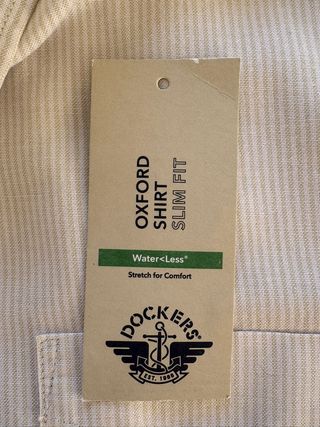 OXFORD
SHIRT
SLIM FIT
Water<Less®
Stretch for Comfort
DOCKERS®
EST. 1986